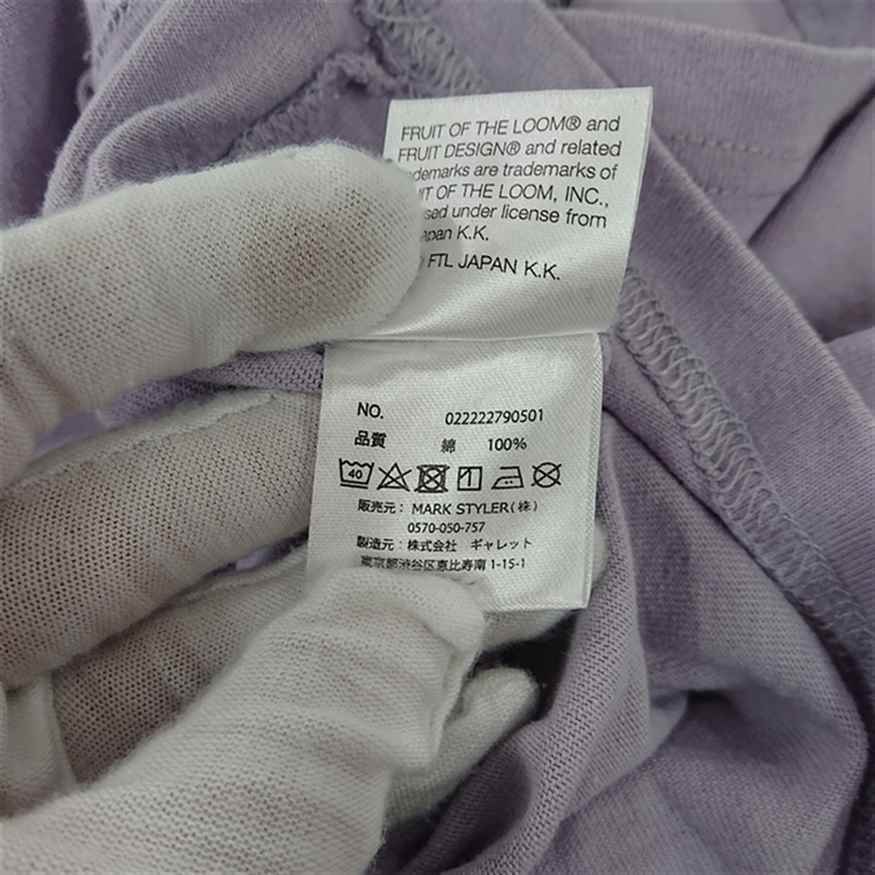 FRUIT OF THE LOOM® and
FRUIT DESIGN® and related
demarks are trademarks of
IT OF THE LOOM, INC.,
sed under license from
apan K.K.
FTL JAPAN K.K.
NO. 022222790501
品質 綿 100%
40
販売元: MARK STYLER(株)
0570-050-757
製造元: 株式会社 ギャレット
東京都渋谷区恵比寿南1-15-1